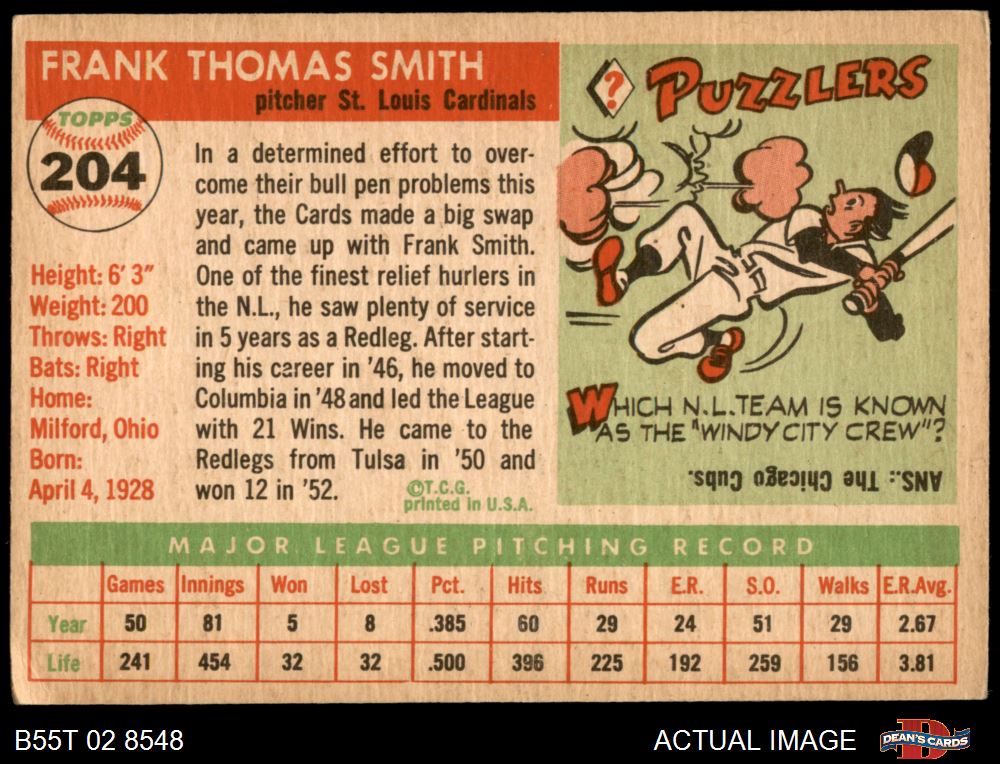 FRANK THOMAS SMITH
pitcher St. Louis Cardinals
TOPPS
204
Height: 6' 3"
Weight: 200
Throws: Right
Bats: Right
Home:
Milford, Ohio
Born:
April 4, 1928
In a determined effort to over-
come their bull pen problems this
year, the Cards made a big swap
and came up with Frank Smith.
One of the finest relief hurlers in
the N.L., he saw plenty of service
in 5 years as a Redleg. After start-
ing his career in '46, he moved to
Columbia in '48 and led the League
with 21 Wins. He came to the
Redlegs from Tulsa in '50 and
won 12 in '52.
©T.C.G.
printed in U.S.A.
? PUZZLERS
WHICH N.L. TEAM IS KNOWN
AS THE "WINDY CITY CREW"?
ANS.: The Chicago Cubs.
MAJOR LEAGUE PITCHING RECORD
Games Innings Won Lost Pct. Hits Runs E.R. S.O. Walks E.R.Avg.
Year 50 81 5 8 .385 60 29 24 51 29 2.67
Life 241 454 32 32 .500 396 225 192 259 156 3.81
B55T 02 8548
ACTUAL IMAGE
D
DEAN'S CARDS